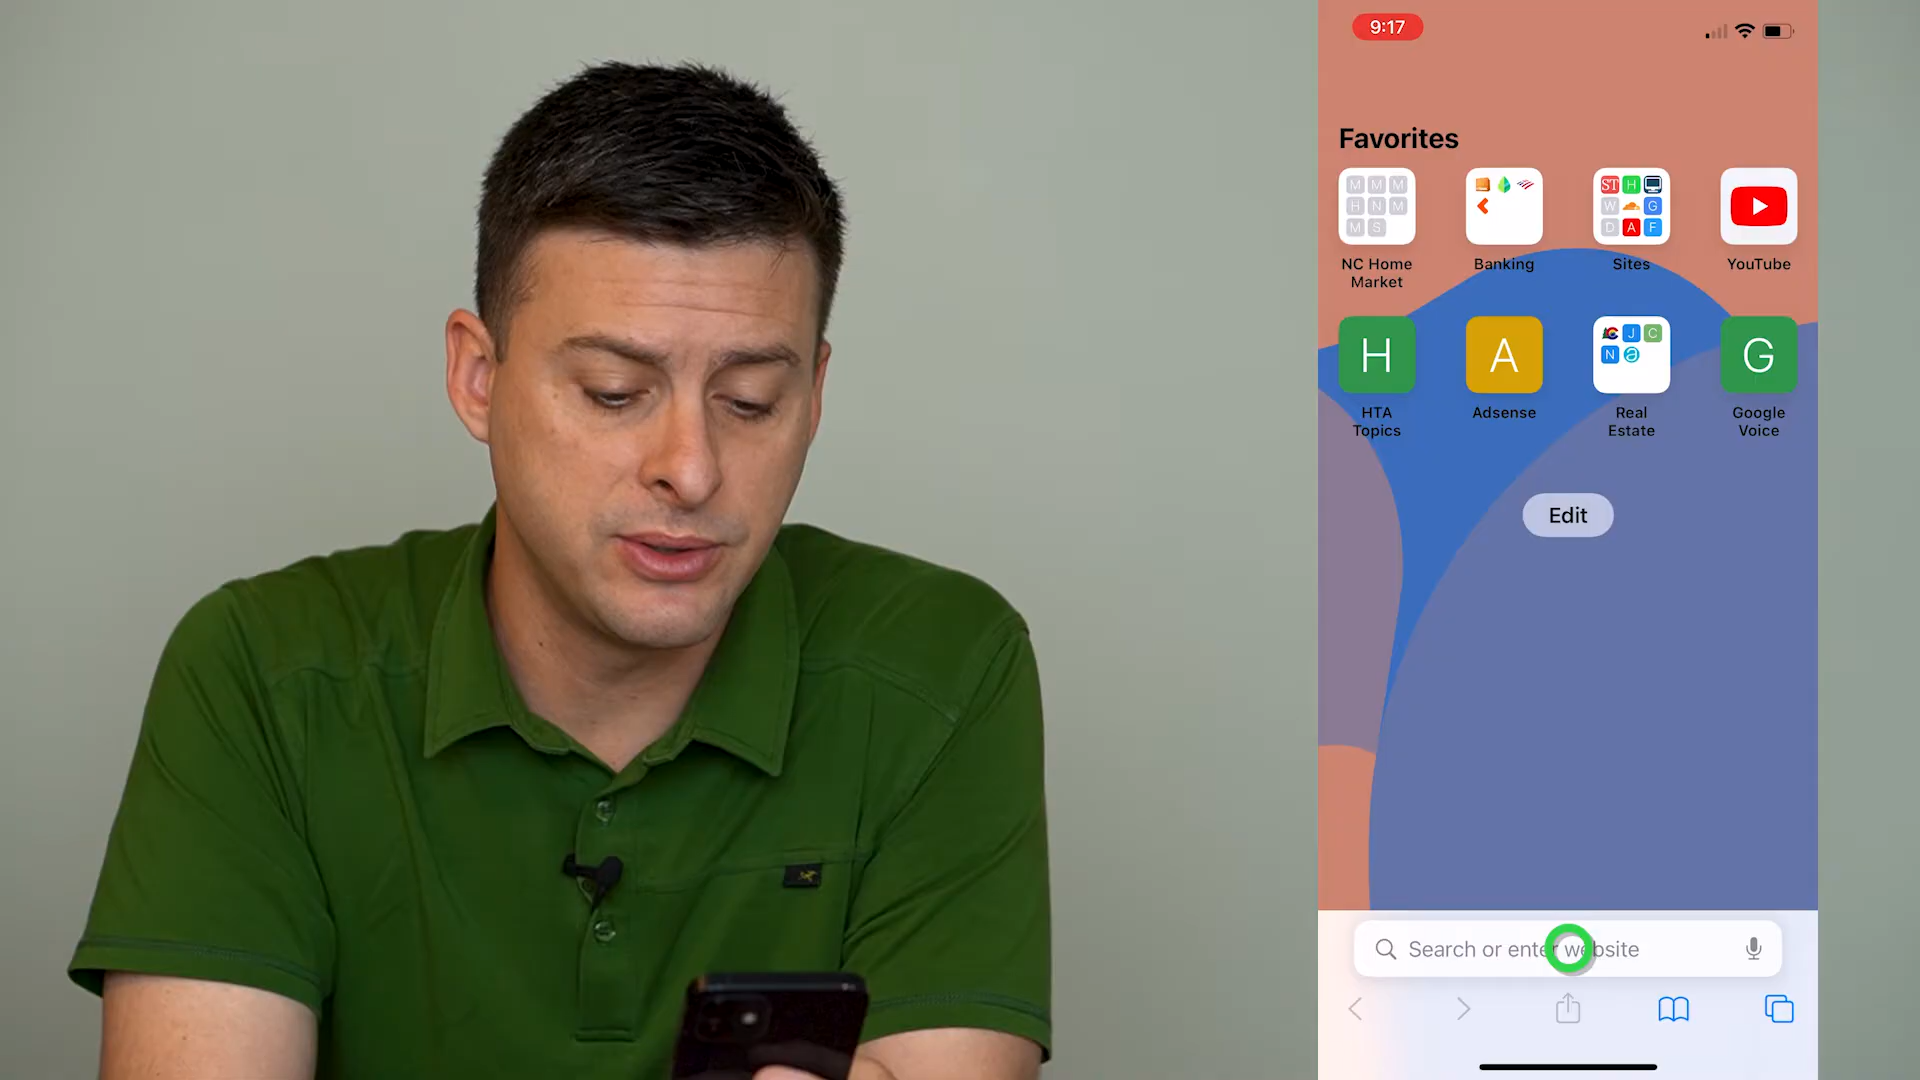 9:17
Favorites
M M M
H N M
M S
ST H
W G
D A F
NC Home
Market
Banking
Sites
YouTube
H
A
J C
N a
G
HTA
Topics
Adsense
Real
Estate
Google
Voice
Edit
Search or enter website